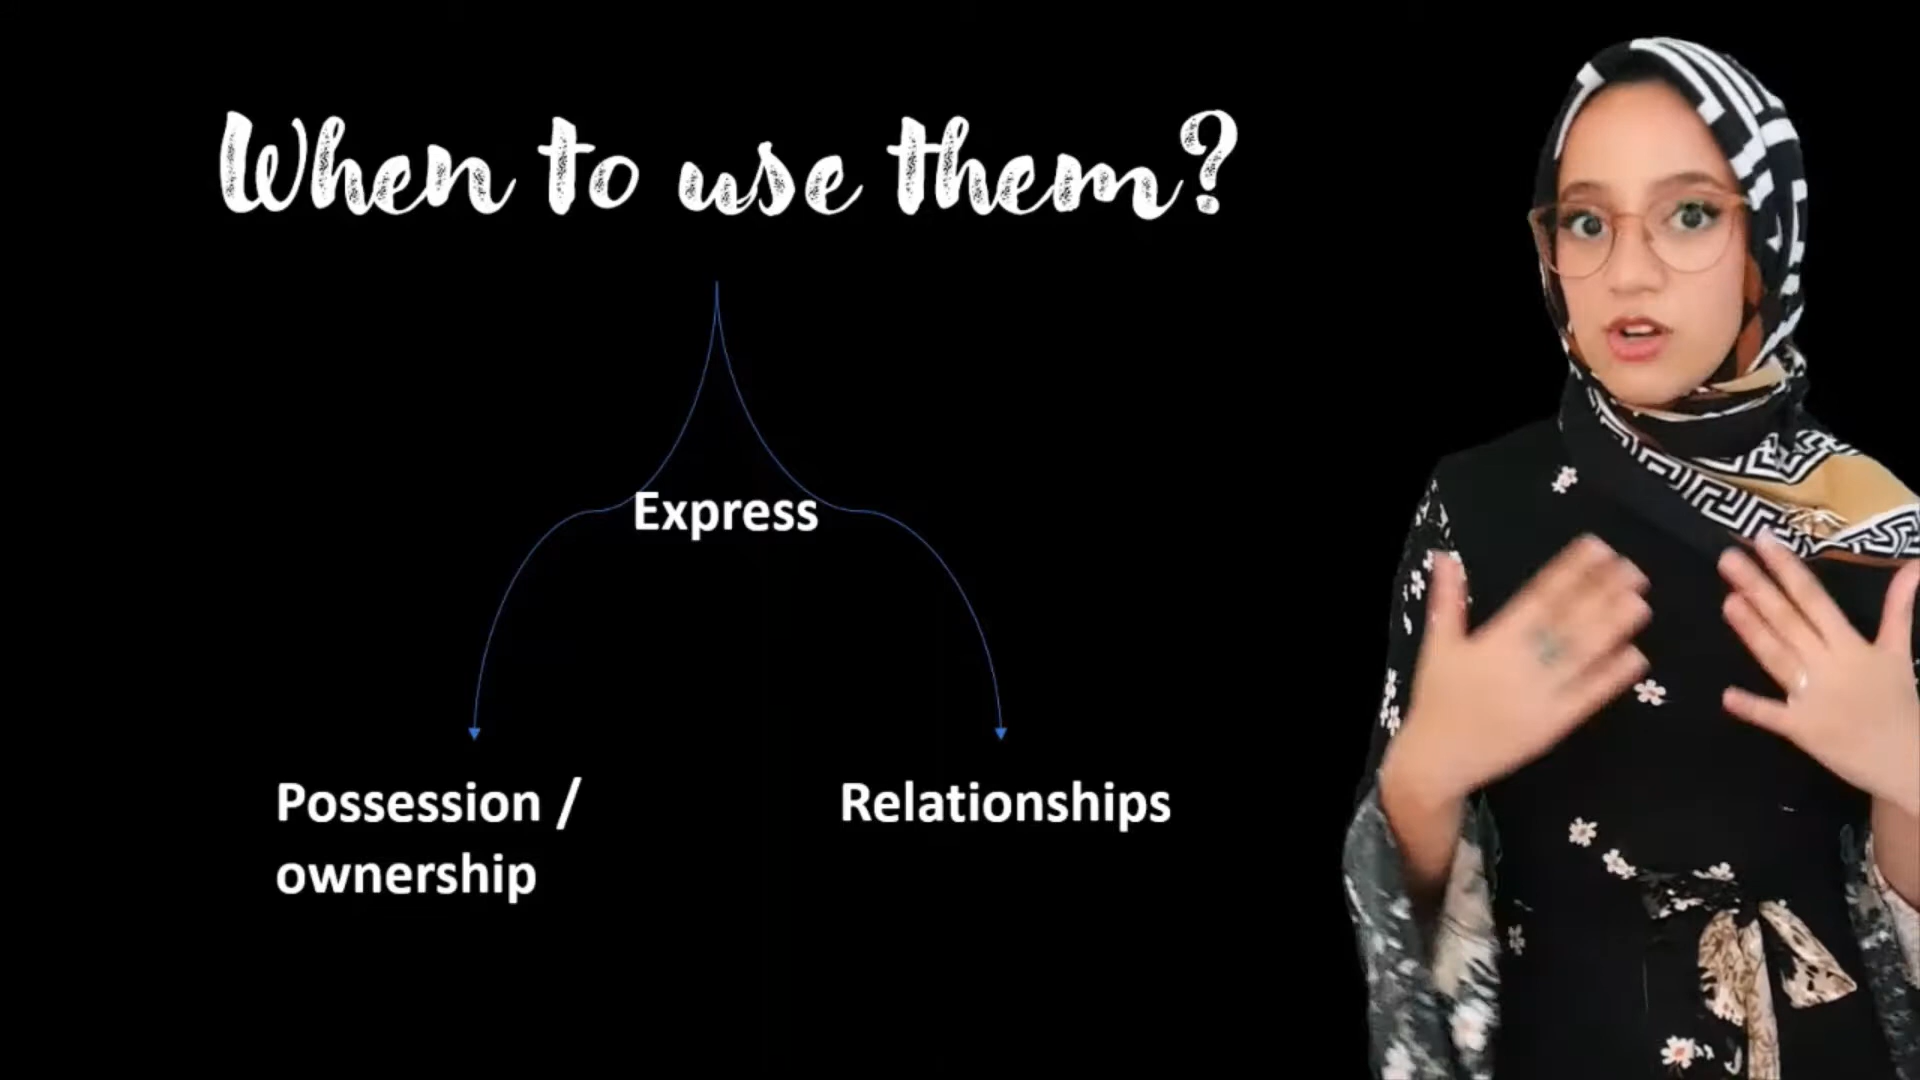 When to use them?
Express
Possession /
ownership
Relationships